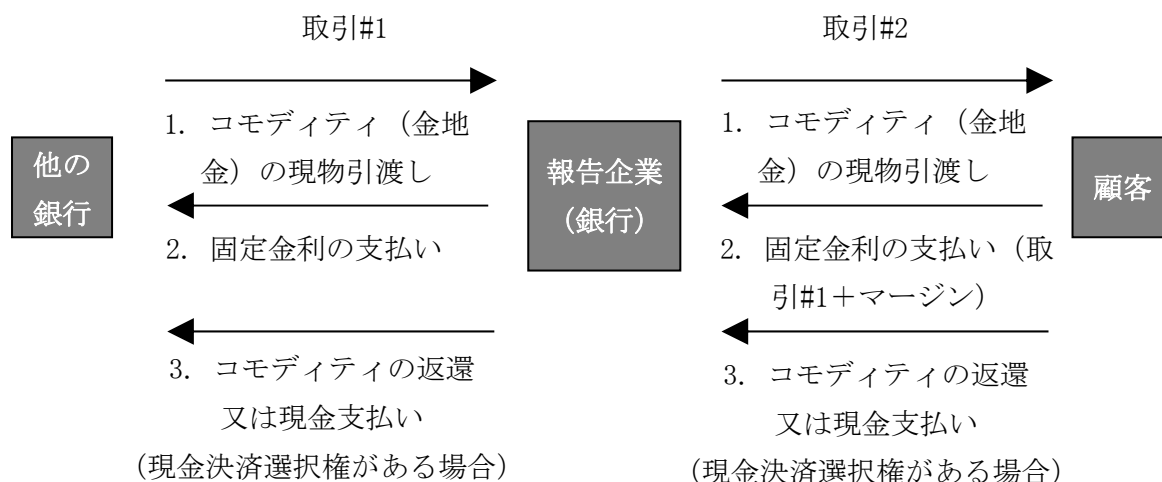 取引#1
取引#2
1. コモディティ（金地
金）の現物引渡し
2. 固定金利の支払い
3. コモディティの返還
又は現金支払い
（現金決済選択権がある場合）
1. コモディティ（金地
金）の現物引渡し
2. 固定金利の支払い（取
引#1＋マージン）
3. コモディティの返還
又は現金支払い
（現金決済選択権がある場合）
他の
銀行
報告企業
（銀行）
顧客